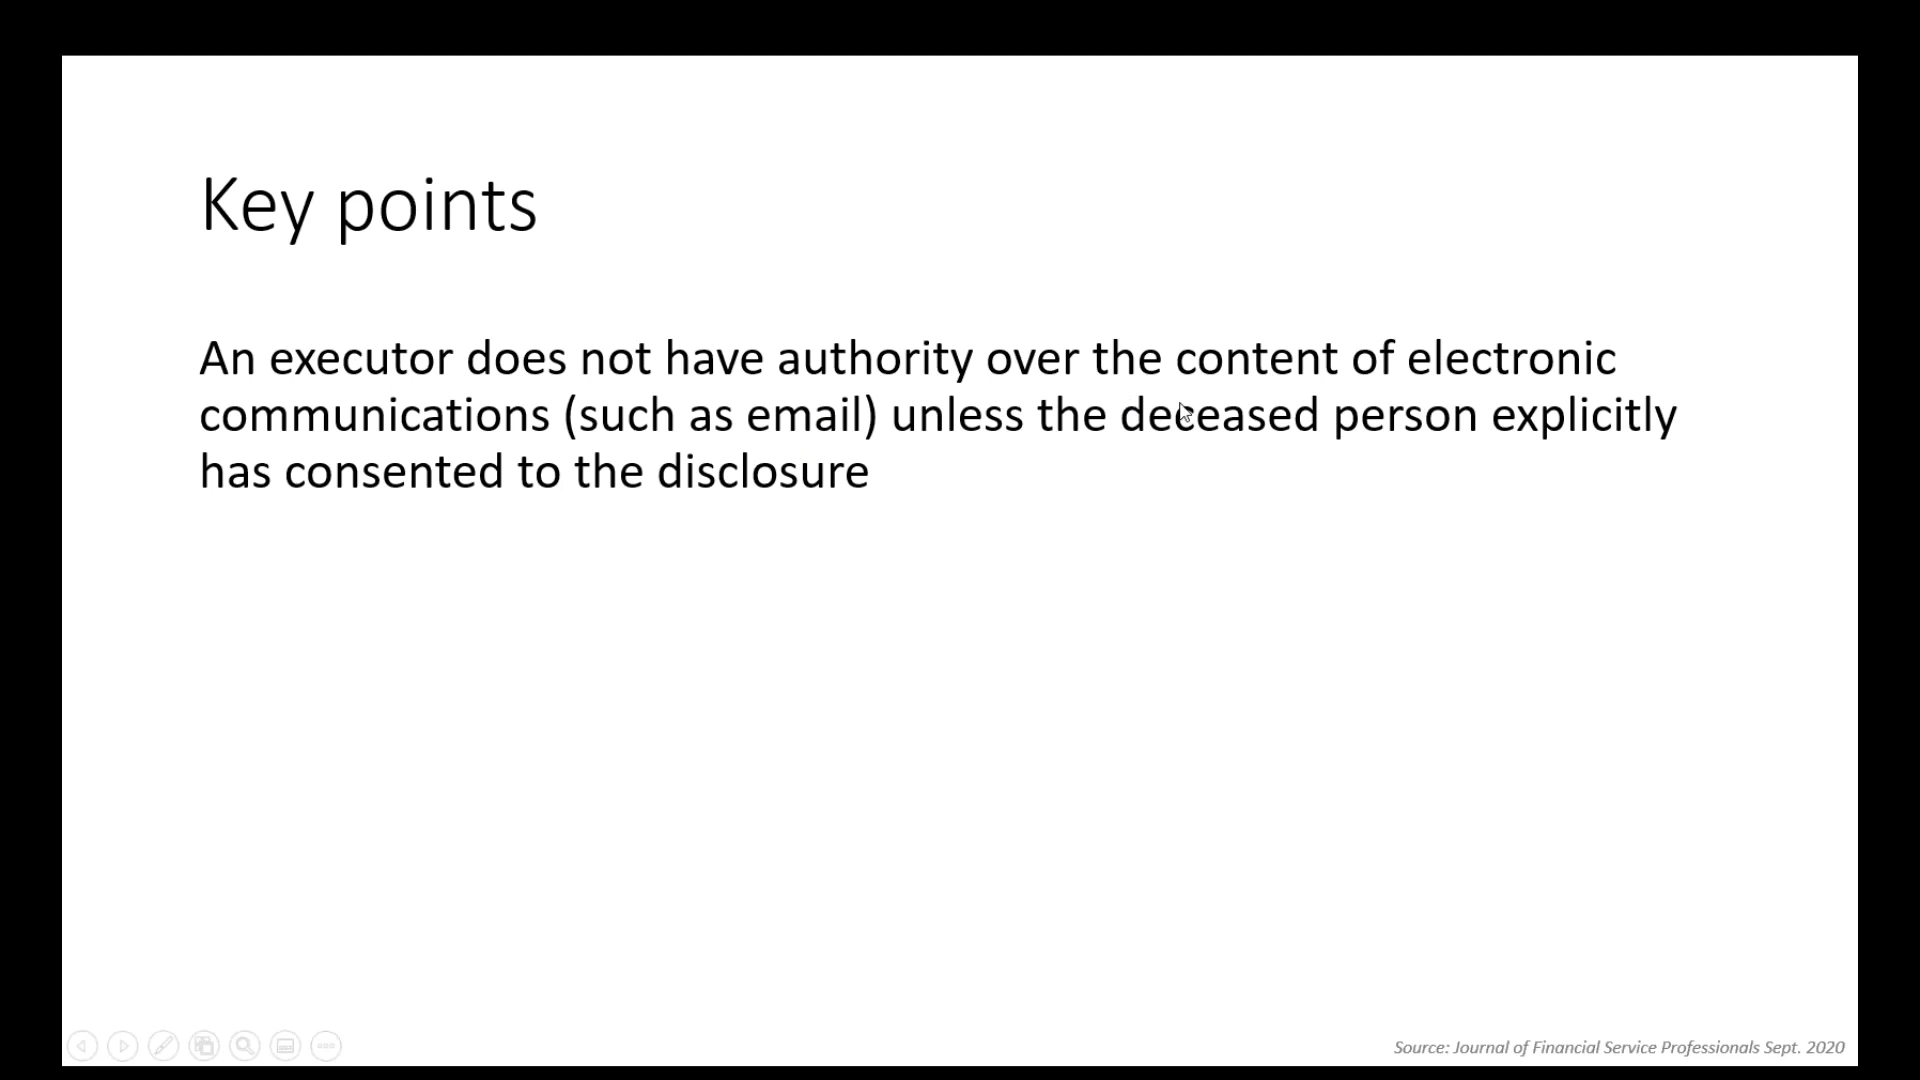 Key points
An executor does not have authority over the content of electronic
communications (such as email) unless the deceased person explicitly
has consented to the disclosure
Source: Journal of Financial Service Professionals Sept. 2020